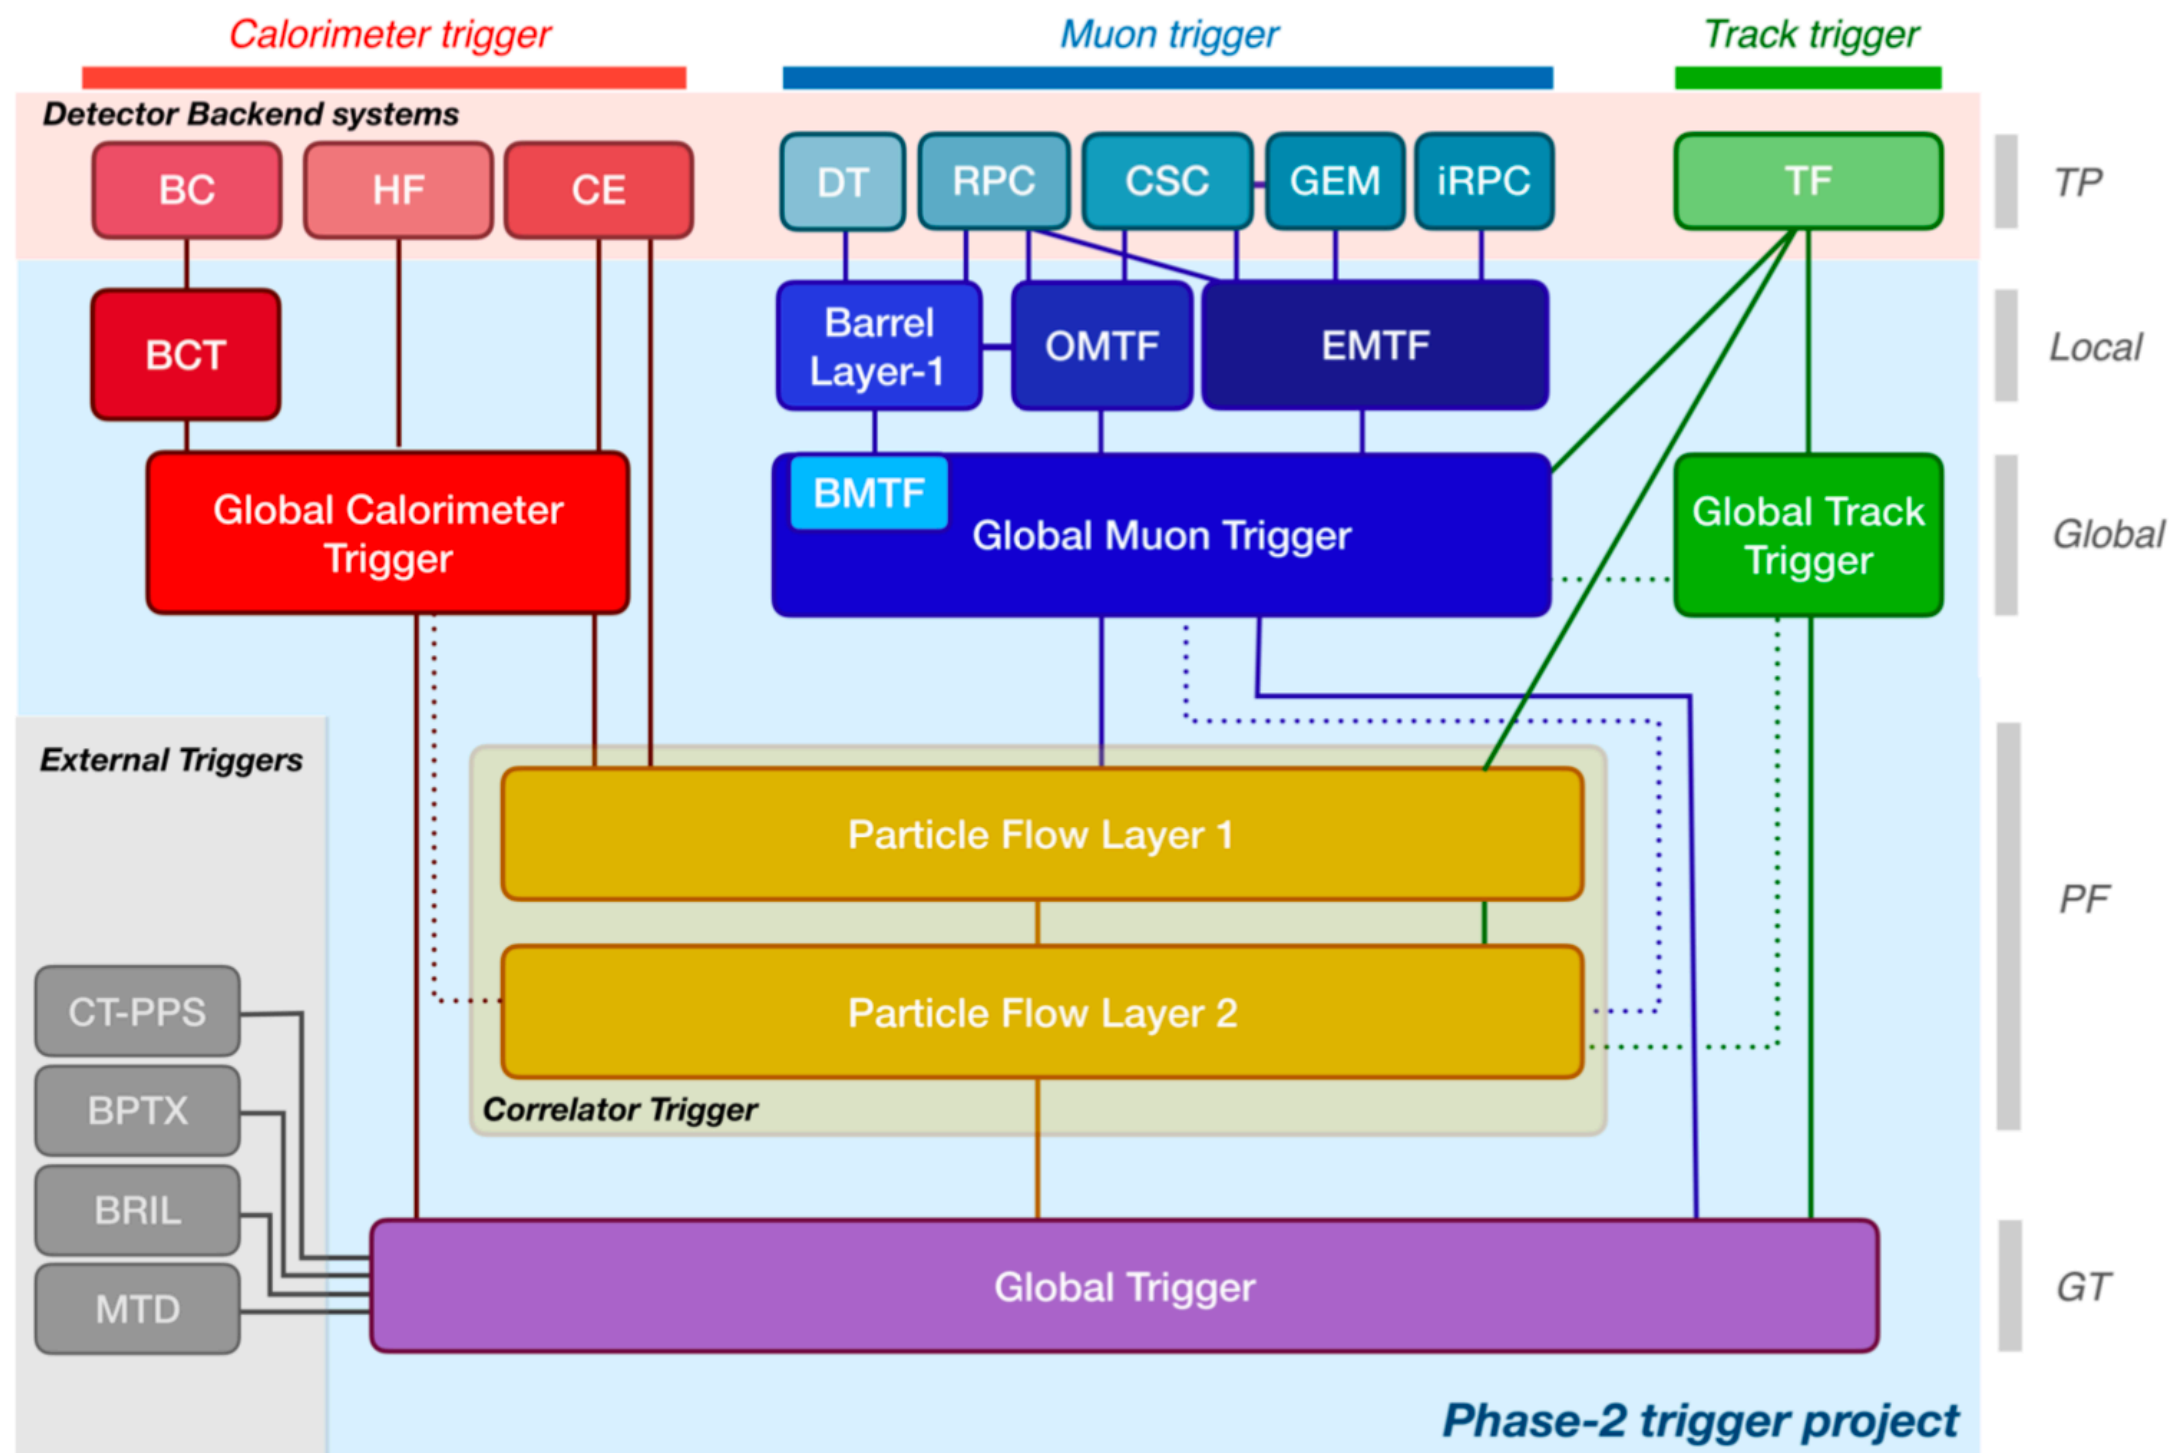 Calorimeter trigger
Muon trigger
Track trigger
Detector Backend systems
BC
HF
CE
DT
RPC
CSC
GEM
iRPC
TF
TP
BCT
Barrel
Layer-1
OMTF
EMTF
Local
Global Calorimeter
Trigger
BMTF
Global Muon Trigger
Global Track
Trigger
Global
External Triggers
Particle Flow Layer 1
PF
Particle Flow Layer 2
Correlator Trigger
CT-PPS
BPTX
BRIL
MTD
Global Trigger
GT
Phase-2 trigger project